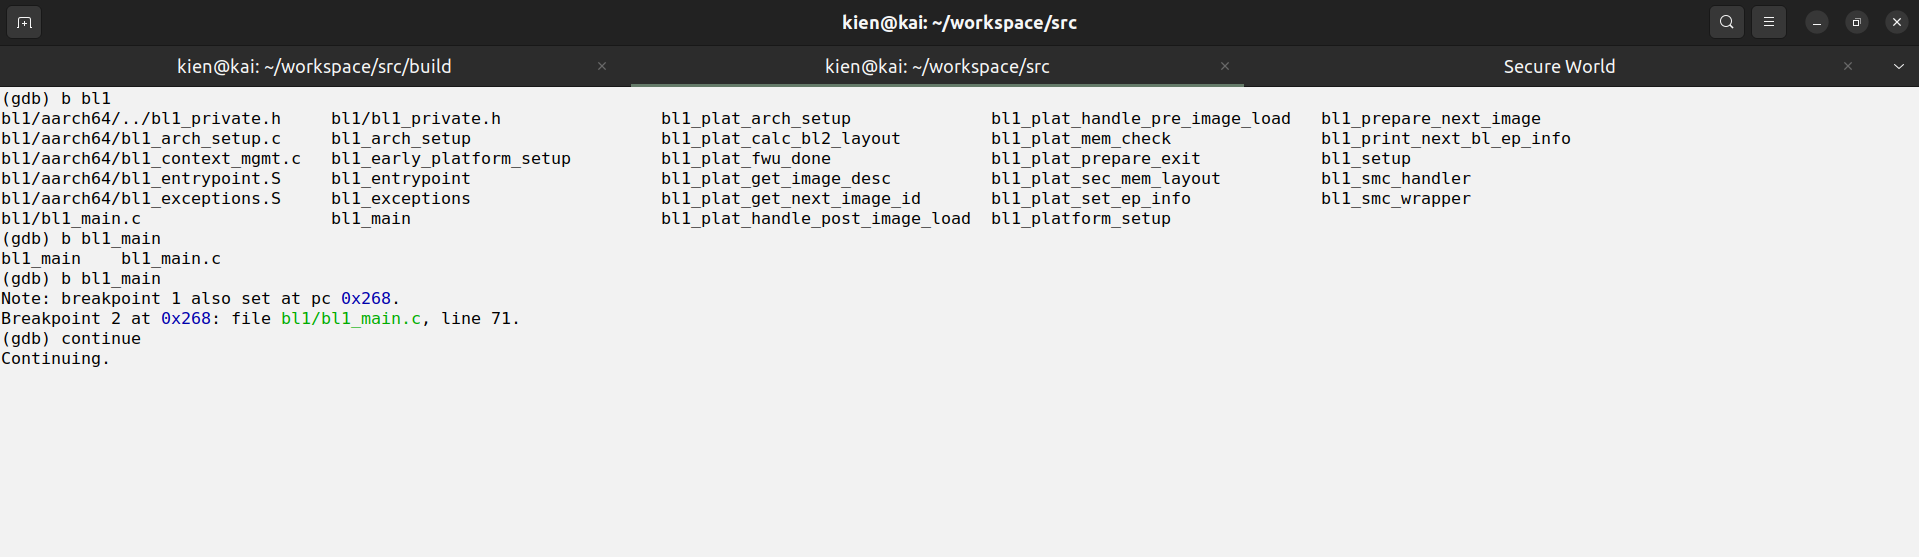 kien@kai: ~/workspace/src
kien@kai: ~/workspace/src/build
kien@kai: ~/workspace/src
Secure World
(gdb) b bl1
bl1/aarch64/../bl1_private.h bl1/bl1_private.h bl1_plat_arch_setup bl1_plat_handle_pre_image_load bl1_prepare_next_image
bl1/aarch64/bl1_arch_setup.c bl1_arch_setup bl1_plat_calc_bl2_layout bl1_plat_mem_check bl1_print_next_bl_ep_info
bl1/aarch64/bl1_context_mgmt.c bl1_early_platform_setup bl1_plat_fwu_done bl1_plat_prepare_exit bl1_setup
bl1/aarch64/bl1_entrypoint.S bl1_entrypoint bl1_plat_get_image_desc bl1_plat_sec_mem_layout bl1_smc_handler
bl1/aarch64/bl1_exceptions.S bl1_exceptions bl1_plat_get_next_image_id bl1_plat_set_ep_info bl1_smc_wrapper
bl1/bl1_main.c bl1_main bl1_plat_handle_post_image_load bl1_platform_setup
(gdb) b bl1_main
bl1_main bl1_main.c
(gdb) b bl1_main
Note: breakpoint 1 also set at pc 0x268.
Breakpoint 2 at 0x268: file bl1/bl1_main.c, line 71.
(gdb) continue
Continuing.